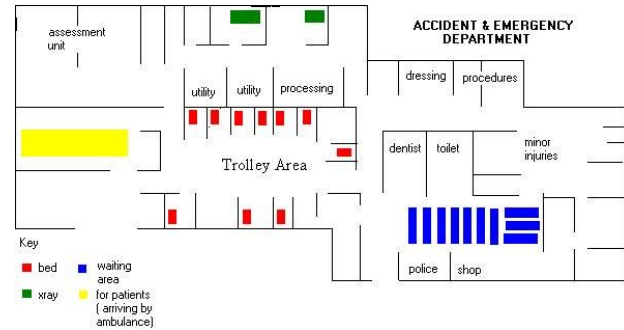 ACCIDENT & EMERGENCY
DEPARTMENT
assessment
unit
utility
utility
processing
dressing
procedures
Trolley Area
dentist
toilet
minor
injuries
police
shop
Key
bed
waiting
area
xray
for patients
( arriving by
ambulance)